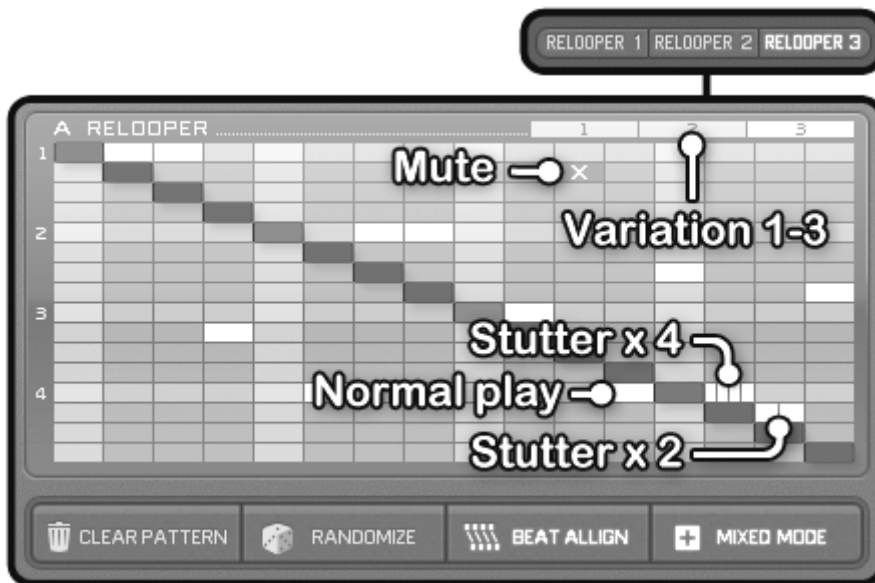 RELOOPER 1 RELOOPER 2 RELOOPER 3
A RELOOPER 1 2 3
1
Mute
Variation 1-3
2
3
Stutter x 4
Normal play
4
Stutter x 2
CLEAR PATTERN RANDOMIZE BEAT ALLIGN MIXED MODE